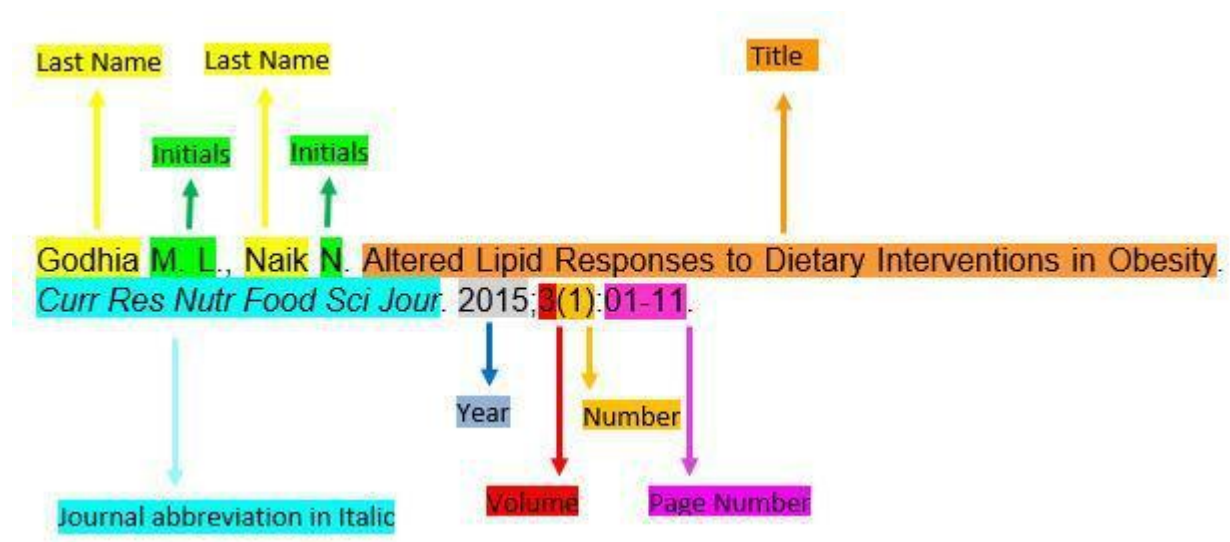 Last Name Last Name Title
Initials Initials
Godhia M. L., Naik N. Altered Lipid Responses to Dietary Interventions in Obesity.
Curr Res Nutr Food Sci Jour. 2015;3(1):01-11.
Year Number
Journal abbreviation in Italic Volume Page Number